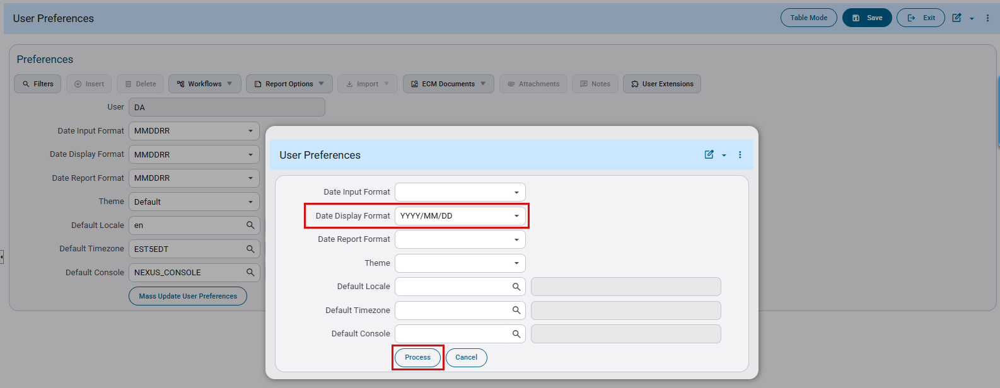 User Preferences
Table Mode Save Exit
Preferences
Filters Insert Delete Workflows Report Options Import ECM Documents Attachments Notes User Extensions
User DA
Date Input Format MMDDRR
Date Display Format MMDDRR
Date Report Format MMDDRR
Theme Default
Default Locale en
Default Timezone EST5EDT
Default Console NEXUS_CONSOLE
Mass Update User Preferences
User Preferences
Date Input Format
Date Display Format YYYY/MM/DD
Date Report Format
Theme
Default Locale
Default Timezone
Default Console
Process Cancel